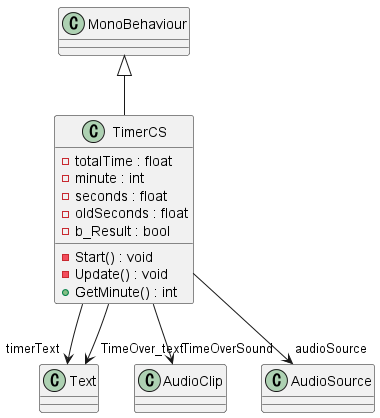 C MonoBehaviour
C TimerCS
totalTime : float
minute : int
seconds : float
oldSeconds : float
b_Result : bool
Start() : void
Update() : void
GetMinute() : int
timerText TimeOver_text TimeOverSound audioSource
C Text C AudioClip C AudioSource